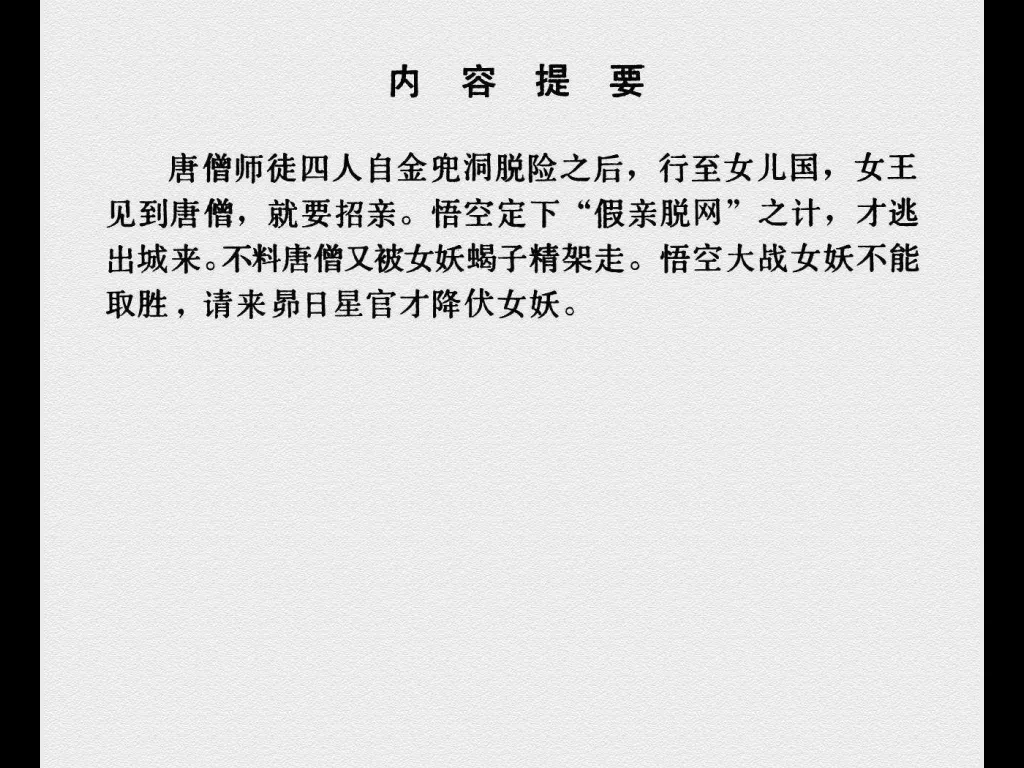 内容提要
唐僧师徒四人自金兜洞脱险之后，行至女儿国，女王
见到唐僧，就要招亲。悟空定下“假亲脱网”之计，才逃
出城来。不料唐僧又被女妖蝎子精架走。悟空大战女妖不能
取胜，请来昴日星官才降伏女妖。